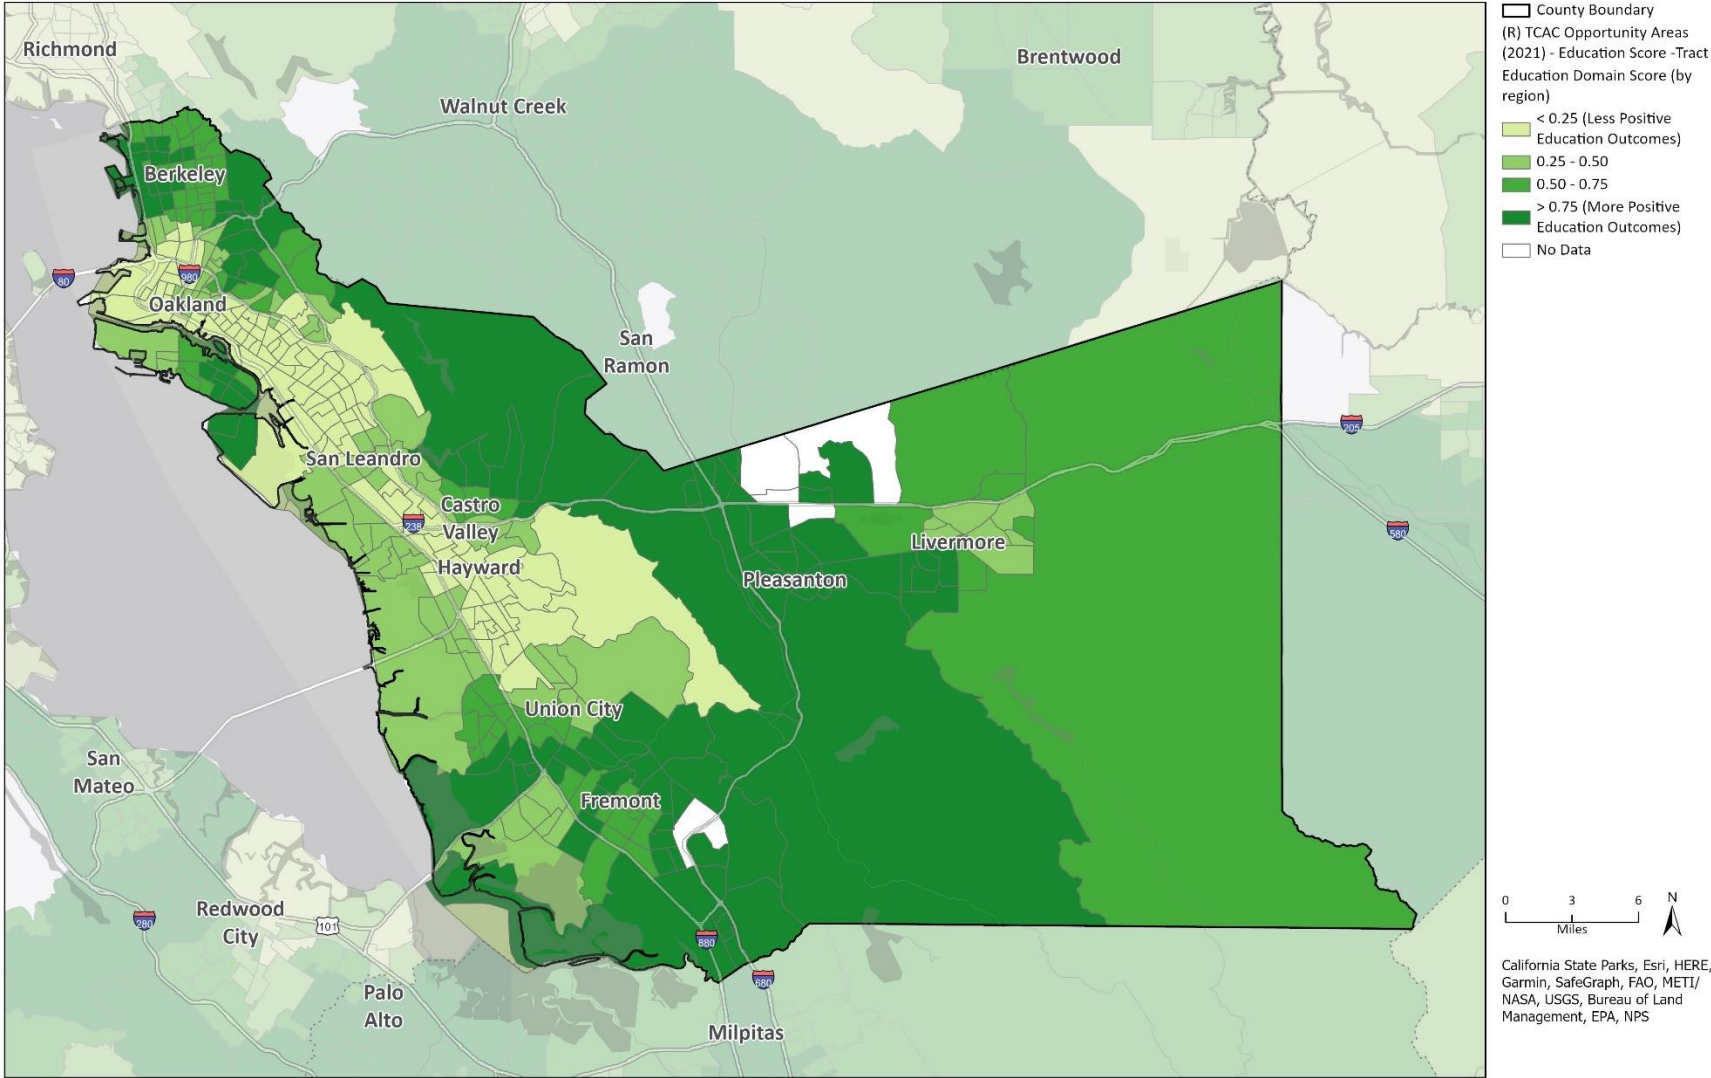 Richmond
Walnut Creek
Brentwood
Berkeley
80
980
Oakland
San
Ramon
205
San Leandro
Castro
Valley
238
580
Livermore
Hayward
Pleasanton
Union City
San
Mateo
Fremont
Redwood
City
280
101
880
680
Palo
Alto
Milpitas
County Boundary
(R) TCAC Opportunity Areas
(2021) - Education Score -Tract
Education Domain Score (by
region)
< 0.25 (Less Positive
Education Outcomes)
0.25 - 0.50
0.50 - 0.75
> 0.75 (More Positive
Education Outcomes)
No Data
0 3 6
Miles
N
California State Parks, Esri, HERE,
Garmin, SafeGraph, FAO, METI/
NASA, USGS, Bureau of Land
Management, EPA, NPS